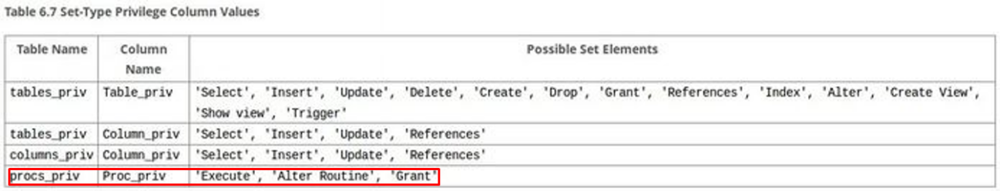 Table 6.7 Set-Type Privilege Column Values
Table Name Column Name Possible Set Elements
tables_priv Table_priv 'Select', 'Insert', 'Update', 'Delete', 'Create', 'Drop', 'Grant', 'References', 'Index', 'Alter', 'Create View',
'Show view', 'Trigger'
tables_priv Column_priv 'Select', 'Insert', 'Update', 'References'
columns_priv Column_priv 'Select', 'Insert', 'Update', 'References'
procs_priv Proc_priv 'Execute', 'Alter Routine', 'Grant'